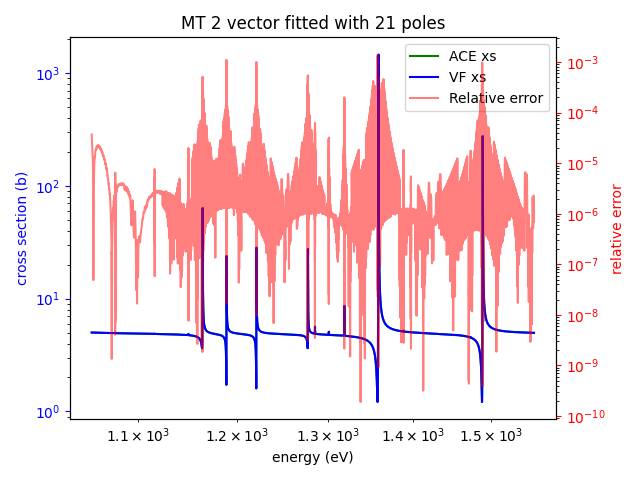 MT 2 vector fitted with 21 poles
ACE xs
VF xs
Relative error
10³
10²
10¹
10⁰
cross section (b)
10⁻³
10⁻⁴
10⁻⁵
10⁻⁶
10⁻⁷
10⁻⁸
10⁻⁹
10⁻¹⁰
relative error
1.1 × 10³ 1.2 × 10³ 1.3 × 10³ 1.4 × 10³ 1.5 × 10³
energy (eV)